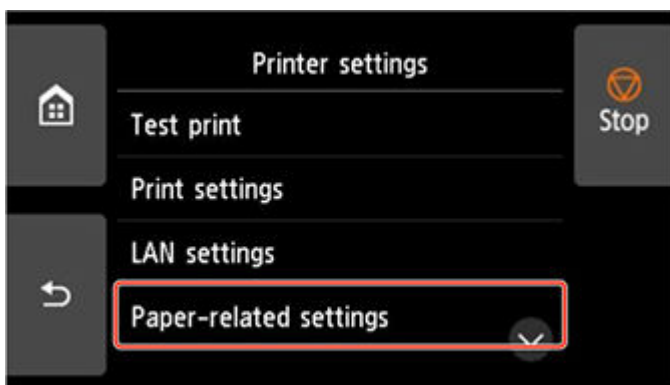 Printer settings
Stop
Test print
Print settings
LAN settings
Paper-related settings